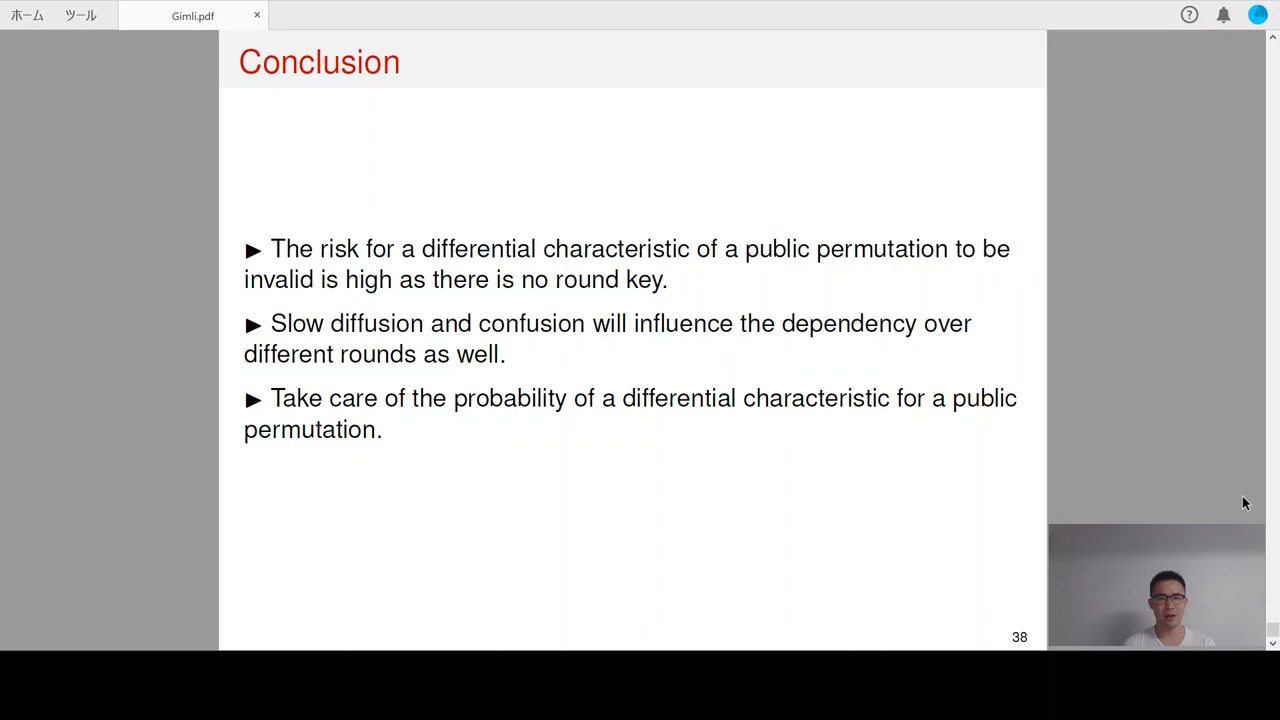 ホーム ツール Gimli.pdf ×
Conclusion
▶ The risk for a differential characteristic of a public permutation to be
invalid is high as there is no round key.
▶ Slow diffusion and confusion will influence the dependency over
different rounds as well.
▶ Take care of the probability of a differential characteristic for a public
permutation.
38